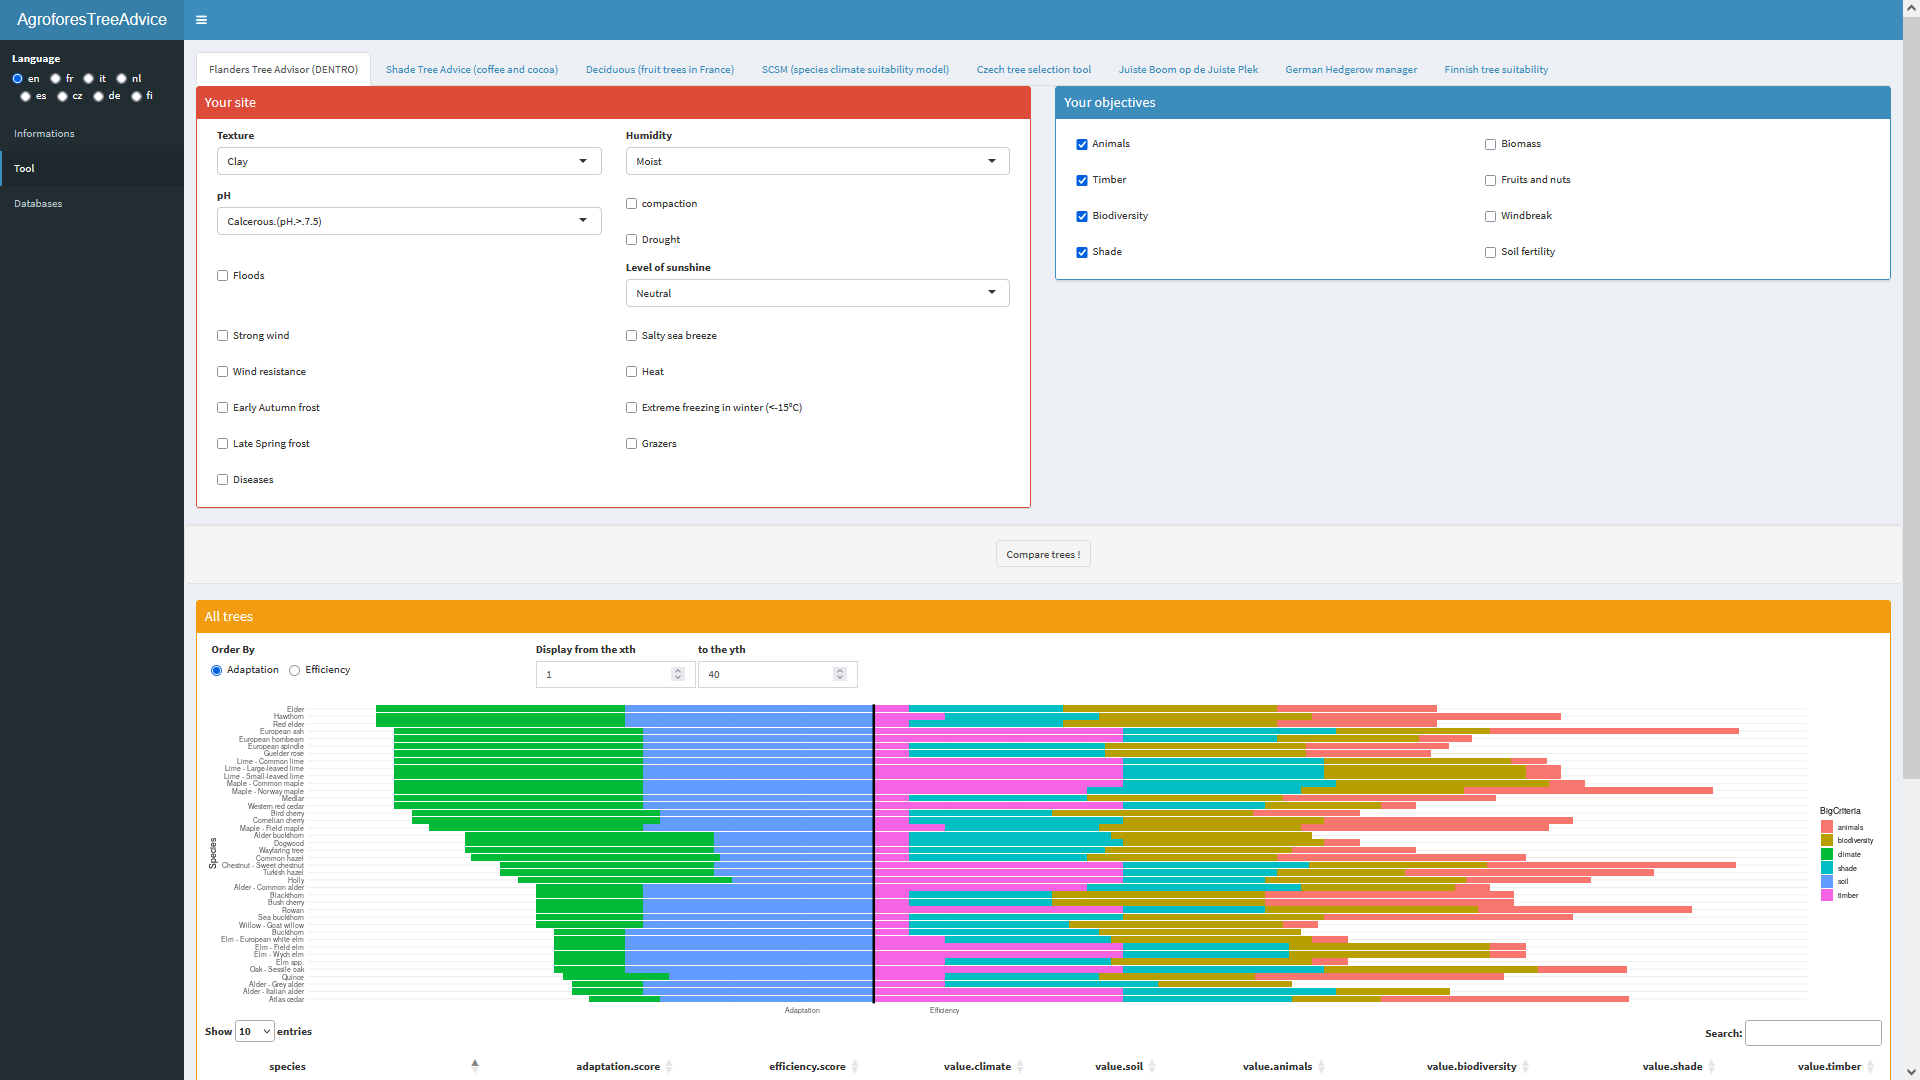 AgroforesTreeAdvice
Language
en fr it nl
es cz de fi
Informations
Tool
Databases
Flanders Tree Advisor (DENTRO) Shade Tree Advice (coffee and cocoa) Deciduous (fruit trees in France) SCSM (species climate suitability model) Czech tree selection tool Juiste Boom op de Juiste Plek German Hedgerow manager Finnish tree suitability
Your site
Texture
Clay
Humidity
Moist
pH
Calcerous.(pH.>.7.5)
compaction
Drought
Floods
Level of sunshine
Neutral
Strong wind
Salty sea breeze
Wind resistance
Heat
Early Autumn frost
Extreme freezing in winter (<-15°C)
Late Spring frost
Grazers
Diseases
Your objectives
Animals
Biomass
Timber
Fruits and nuts
Biodiversity
Windbreak
Shade
Soil fertility
Compare trees !
All trees
Order By
Adaptation Efficiency
Display from the xth
1
to the yth
40
Species
Elder
Hawthorn
Red elder
European ash
European hornbeam
European spindle
Guelder rose
Lime - Common lime
Lime - Large-leaved lime
Lime - Small-leaved lime
Maple - Common maple
Maple - Norway maple
Medlar
Western red cedar
Bird cherry
Cornelian cherry
Maple - Field maple
Alder buckthorn
Dogwood
Wayfaring tree
Common hazel
Chestnut - Sweet chestnut
Turkish hazel
Holly
Alder - Common alder
Blackthorn
Bush cherry
Rowan
Sea buckthorn
Willow - Goat willow
Buckthorn
Elm - European white elm
Elm - Field elm
Elm - Wych elm
Elm spp.
Oak - Sessile oak
Quince
Alder - Grey alder
Alder - Italian alder
Atlas cedar
Adaptation Efficiency
BigCriteria
animals
biodiversity
climate
shade
soil
timber
Show 10 entries
Search:
species adaptation.score efficiency.score value.climate value.soil value.animals value.biodiversity value.shade value.timber